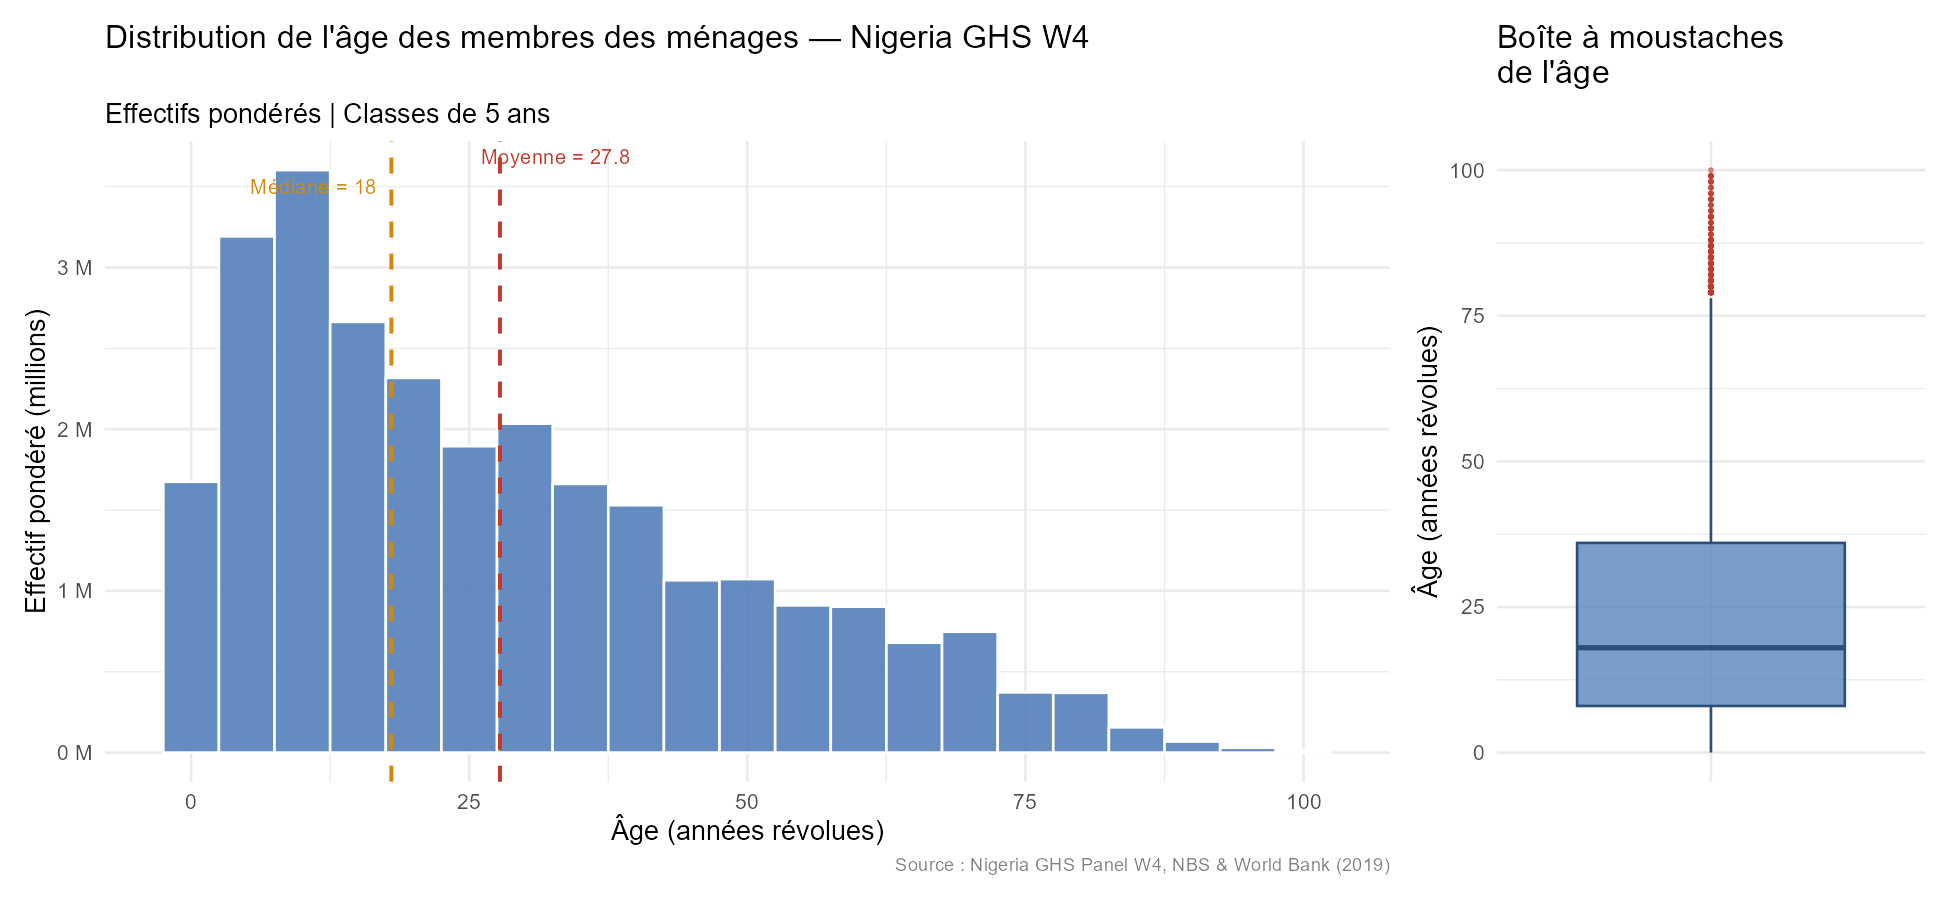 Distribution de l'âge des membres des ménages — Nigeria GHS W4
Effectifs pondérés | Classes de 5 ans
Moyenne = 27.8
Médiane = 18
Effectif pondéré (millions)
3 M
2 M
1 M
0 M
0
25
50
75
100
Âge (années révolues)
Source : Nigeria GHS Panel W4, NBS & World Bank (2019)
Boîte à moustaches
de l'âge
Âge (années révolues)
100
75
50
25
0